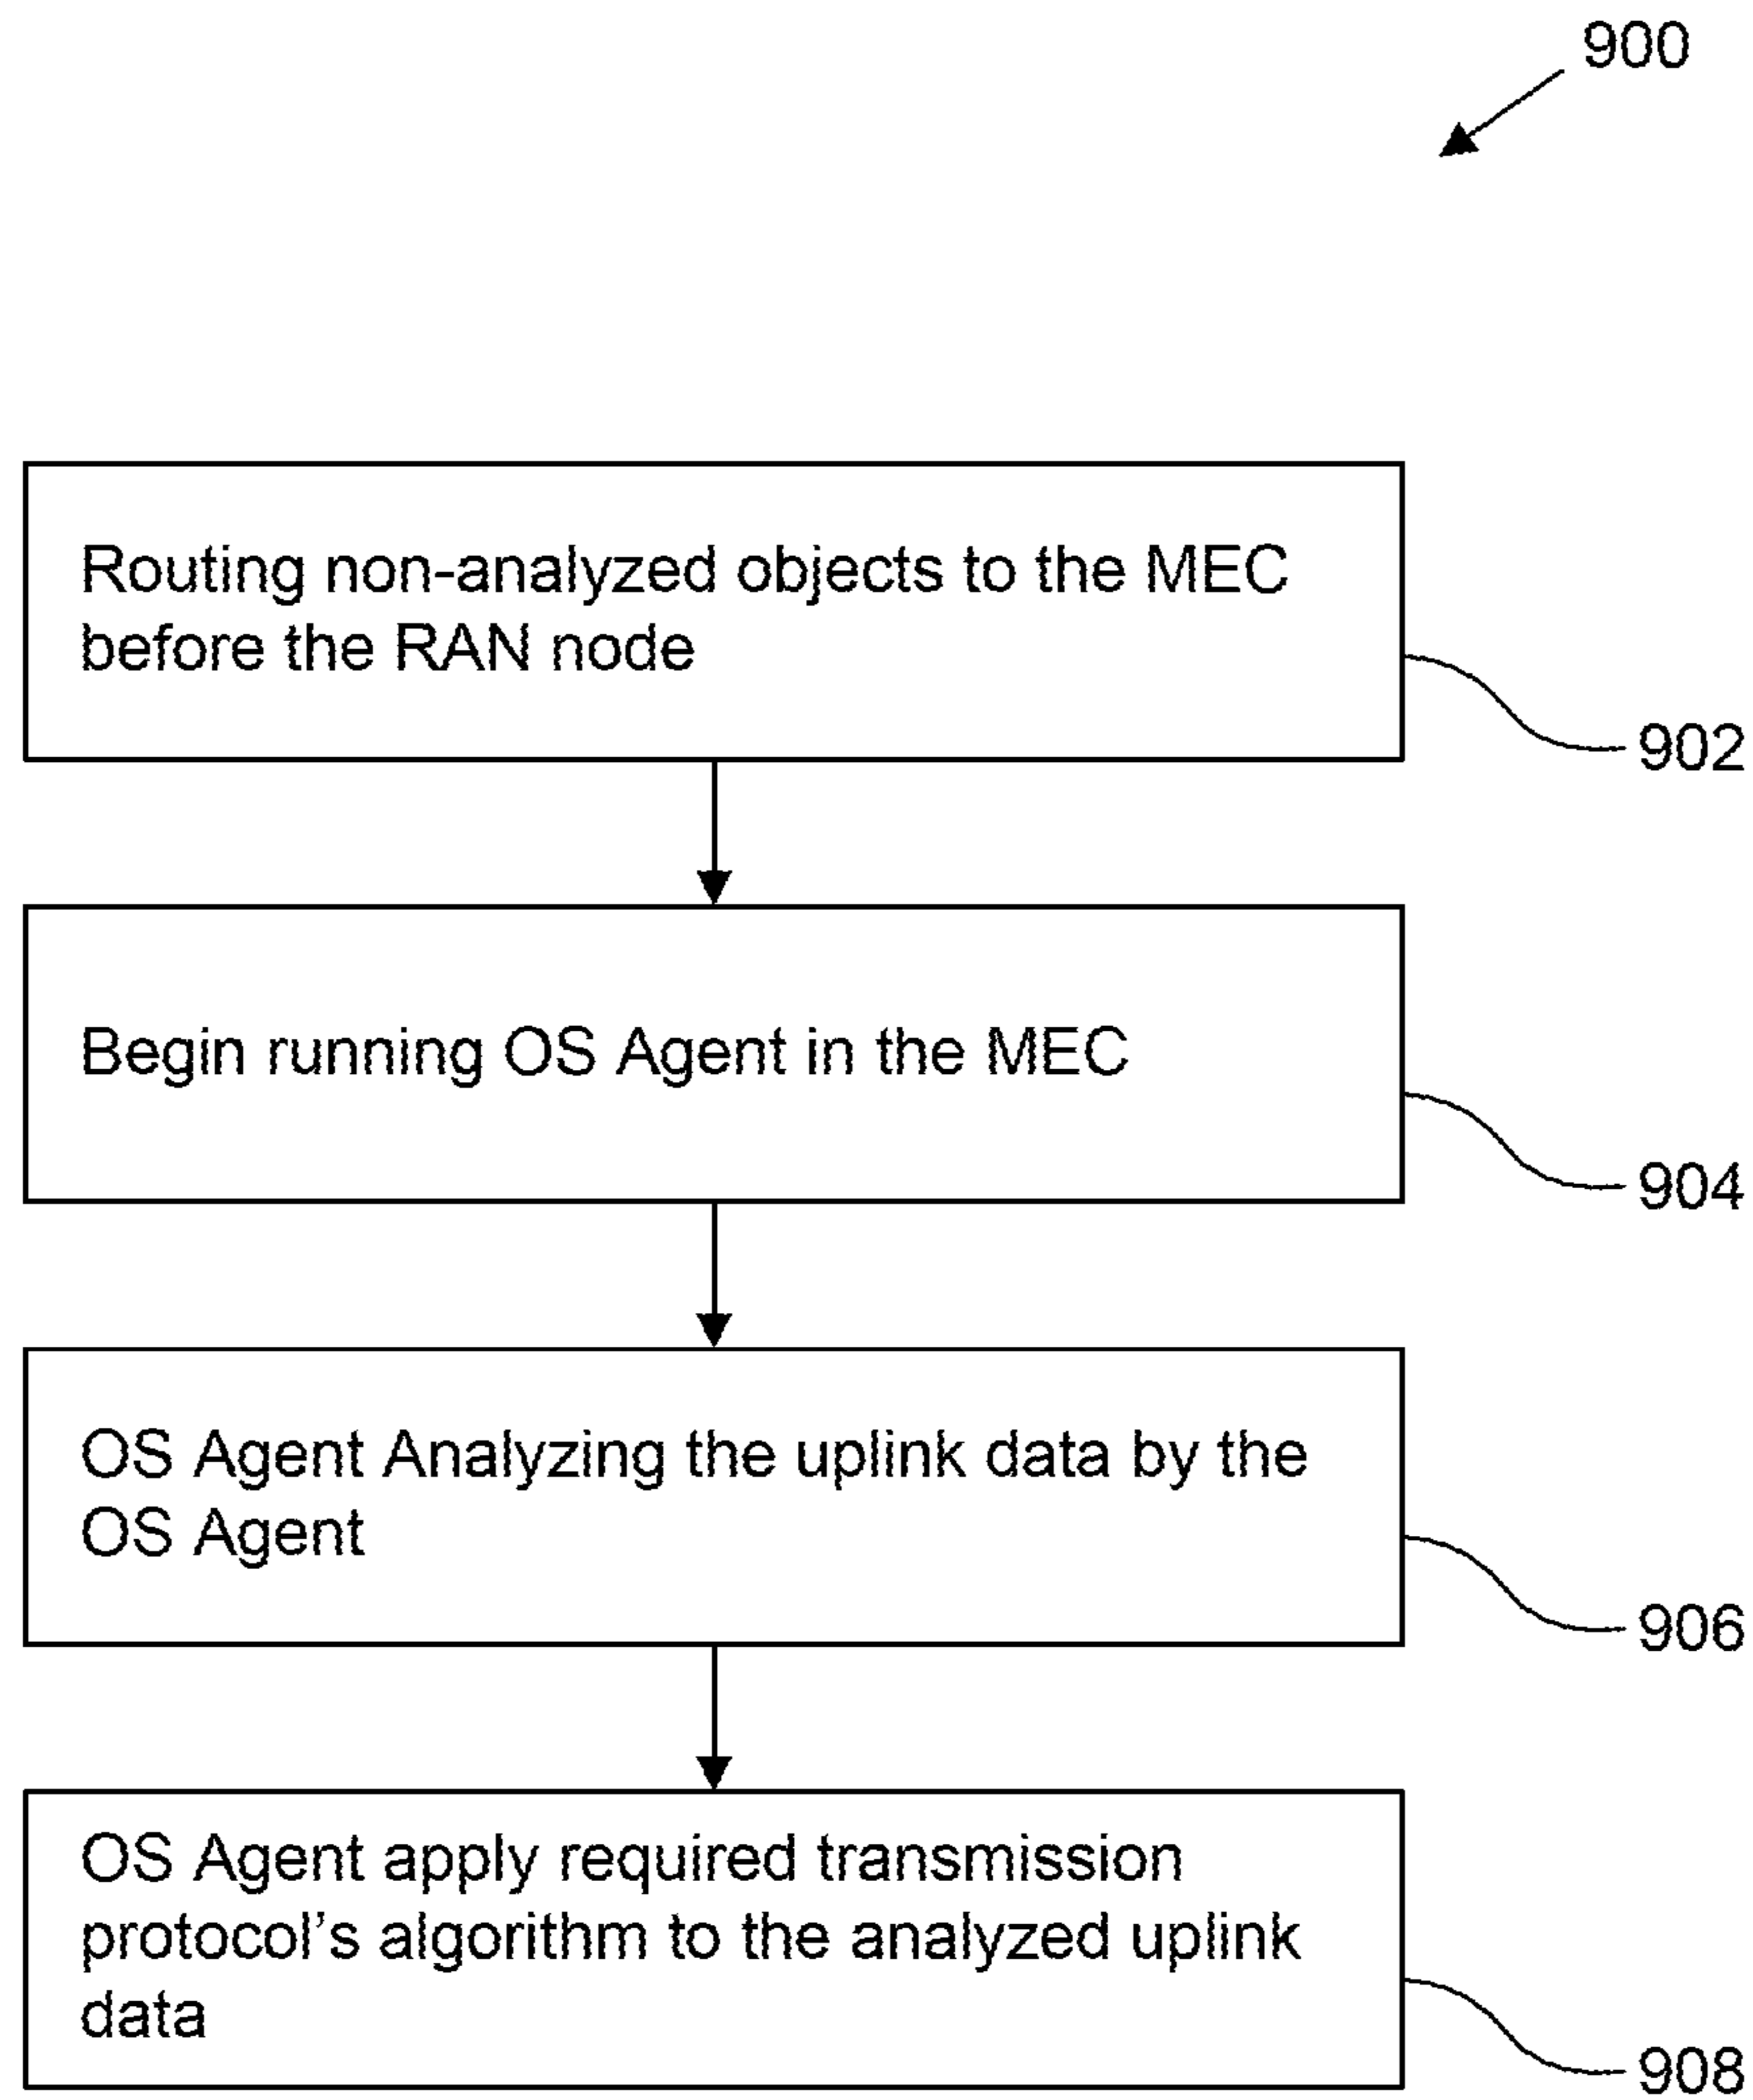 900
Routing non-analyzed objects to the MEC
before the RAN node
902
Begin running OS Agent in the MEC
904
OS Agent Analyzing the uplink data by the
OS Agent
906
OS Agent apply required transmission
protocol’s algorithm to the analyzed uplink
data
908